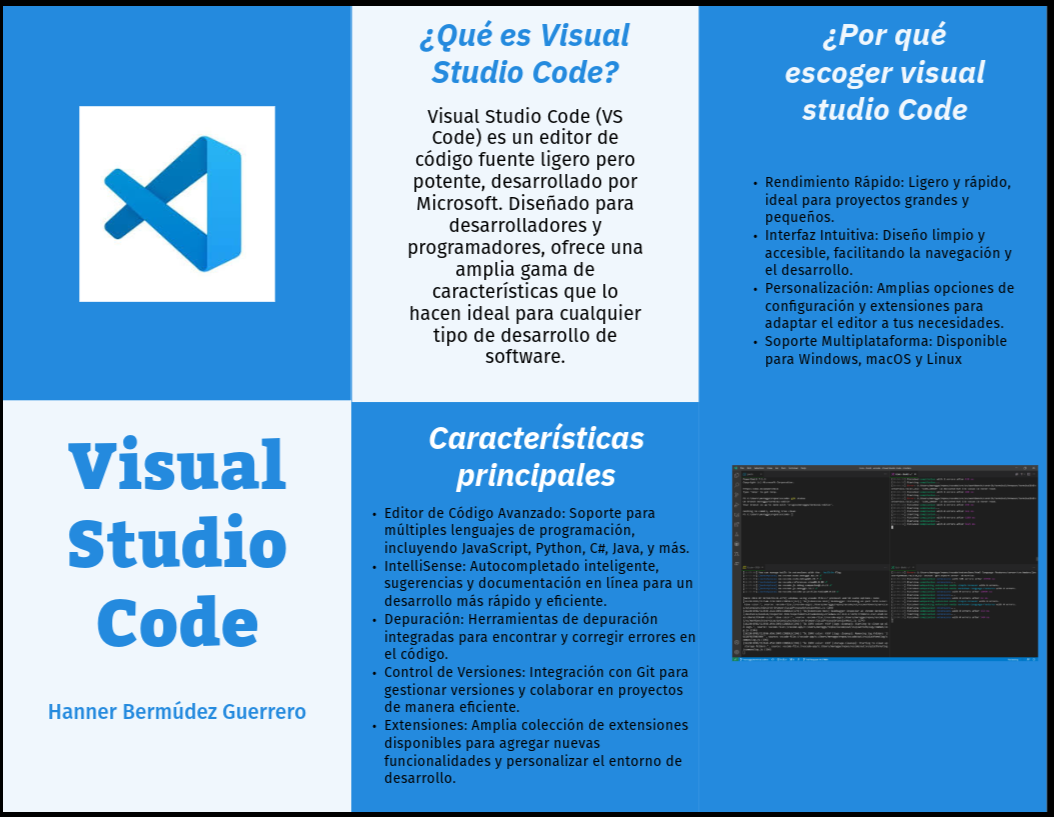 Visual
Studio
Code
Hanner Bermúdez Guerrero
¿Qué es Visual
Studio Code?
Visual Studio Code (VS
Code) es un editor de
código fuente ligero pero
potente, desarrollado por
Microsoft. Diseñado para
desarrolladores y
programadores, ofrece una
amplia gama de
características que lo
hacen ideal para cualquier
tipo de desarrollo de
software.
Características
principales
• Editor de Código Avanzado: Soporte para
múltiples lenguajes de programación,
incluyendo JavaScript, Python, C#, Java, y más.
• IntelliSense: Autocompletado inteligente,
sugerencias y documentación en línea para un
desarrollo más rápido y eficiente.
• Depuración: Herramientas de depuración
integradas para encontrar y corregir errores en
el código.
• Control de Versiones: Integración con Git para
gestionar versiones y colaborar en proyectos
de manera eficiente.
• Extensiones: Amplia colección de extensiones
disponibles para agregar nuevas
funcionalidades y personalizar el entorno de
desarrollo.
¿Por qué
escoger visual
studio Code
• Rendimiento Rápido: Ligero y rápido,
ideal para proyectos grandes y
pequeños.
• Interfaz Intuitiva: Diseño limpio y
accesible, facilitando la navegación y
el desarrollo.
• Personalización: Amplias opciones de
configuración y extensiones para
adaptar el editor a tus necesidades.
• Soporte Multiplataforma: Disponible
para Windows, macOS y Linux